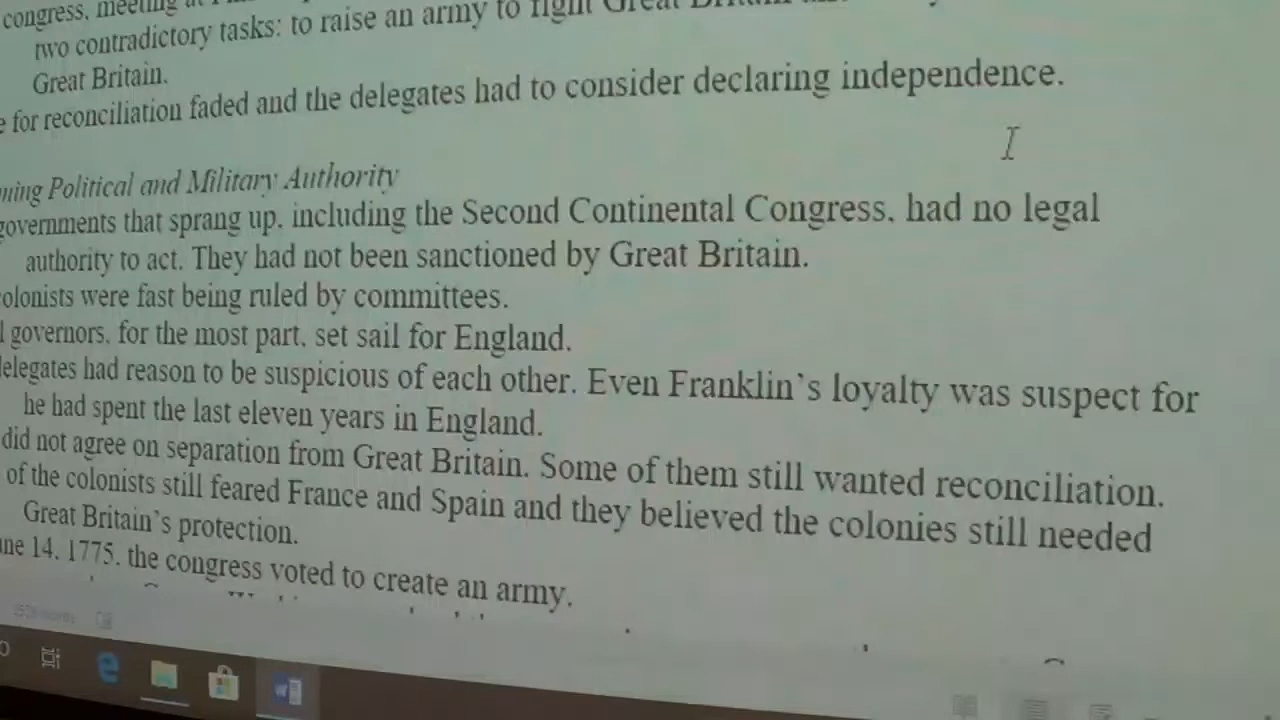 congress, meeting
two contradictory tasks: to raise an army to fight Great Britain
Great Britain.
for reconciliation faded and the delegates had to consider declaring independence.
Political and Military Authority
governments that sprang up, including the Second Continental Congress, had no legal
authority to act. They had not been sanctioned by Great Britain.
olonists were fast being ruled by committees.
l governors, for the most part, set sail for England.
delegates had reason to be suspicious of each other. Even Franklin's loyalty was suspect for
he had spent the last eleven years in England.
did not agree on separation from Great Britain. Some of them still wanted reconciliation.
of the colonists still feared France and Spain and they believed the colonies still needed
Great Britain's protection.
une 14, 1775, the congress voted to create an army.